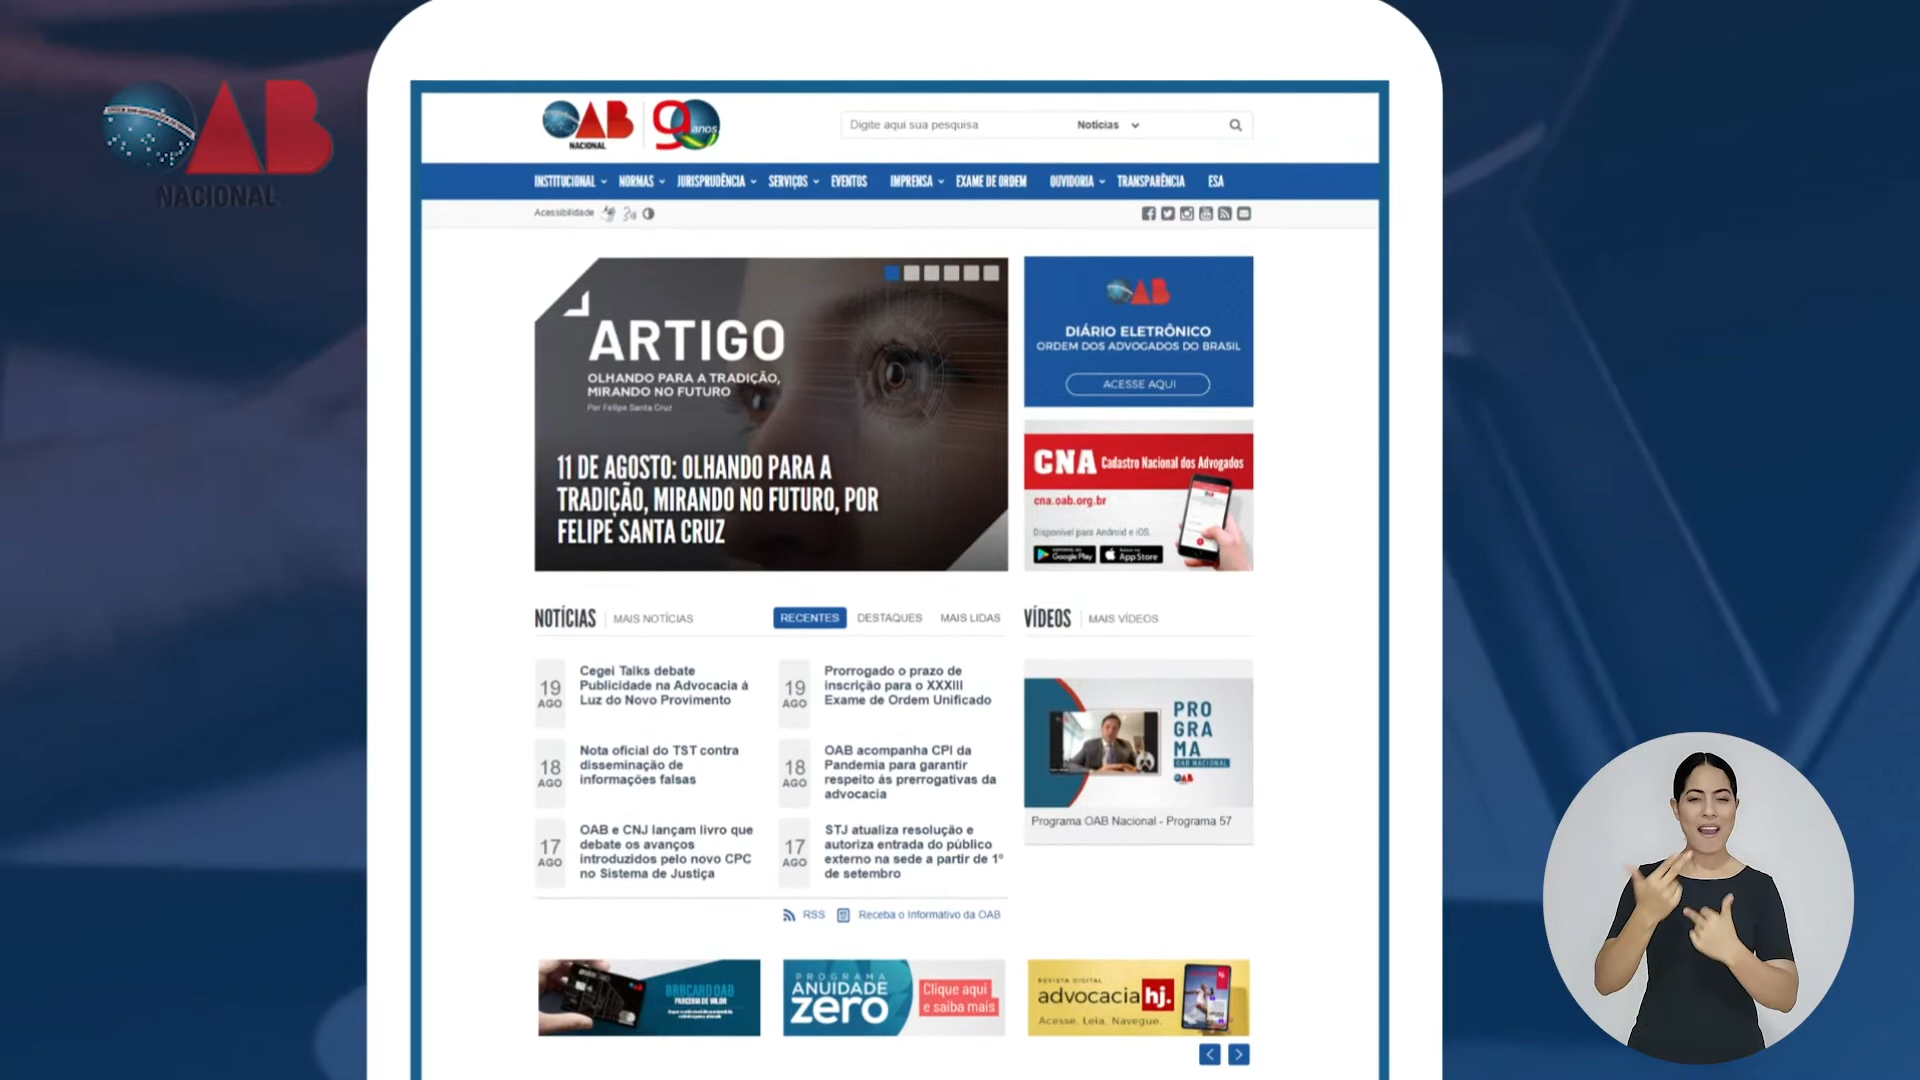 OAB
NACIONAL
OAB
NACIONAL
90 anos
Digite aqui sua pesquisa
Notícias
INSTITUCIONAL
NORMAS
JURISPRUDÊNCIA
SERVIÇOS
EVENTOS
IMPRENSA
EXAME DE ORDEM
OUVIDORIA
TRANSPARÊNCIA
ESA
Acessibilidade
ARTIGO
OLHANDO PARA A TRADIÇÃO,
MIRANDO NO FUTURO
Por Felipe Santa Cruz
11 DE AGOSTO: OLHANDO PARA A
TRADIÇÃO, MIRANDO NO FUTURO, POR
FELIPE SANTA CRUZ
OAB
DIÁRIO ELETRÔNICO
ORDEM DOS ADVOGADOS DO BRASIL
ACESSE AQUI
CNA Cadastro Nacional dos Advogados
cna.oab.org.br
Disponível para Android e iOS.
Google Play
App Store
NOTÍCIAS
MAIS NOTÍCIAS
RECENTES
DESTAQUES
MAIS LIDAS
19
AGO
Cegei Talks debate
Publicidade na Advocacia à
Luz do Novo Provimento
19
AGO
Prorrogado o prazo de
inscrição para o XXXIII
Exame de Ordem Unificado
18
AGO
Nota oficial do TST contra
disseminação de
informações falsas
18
AGO
OAB acompanha CPI da
Pandemia para garantir
respeito às prerrogativas da
advocacia
17
AGO
OAB e CNJ lançam livro que
debate os avanços
introduzidos pelo novo CPC
no Sistema de Justiça
17
AGO
STJ atualiza resolução e
autoriza entrada do público
externo na sede a partir de 1º
de setembro
RSS
Receba o Informativo da OAB
VÍDEOS
MAIS VÍDEOS
PRO
GRA
MA
OAB NACIONAL
OAB
Programa OAB Nacional - Programa 57
BRBCARD OAB
PARCERIA DE VALOR
PROGRAMA
ANUIDADE
zero
Clique aqui
e saiba mais
REVISTA DIGITAL
advocacia hj.
Acesse. Leia. Navegue.